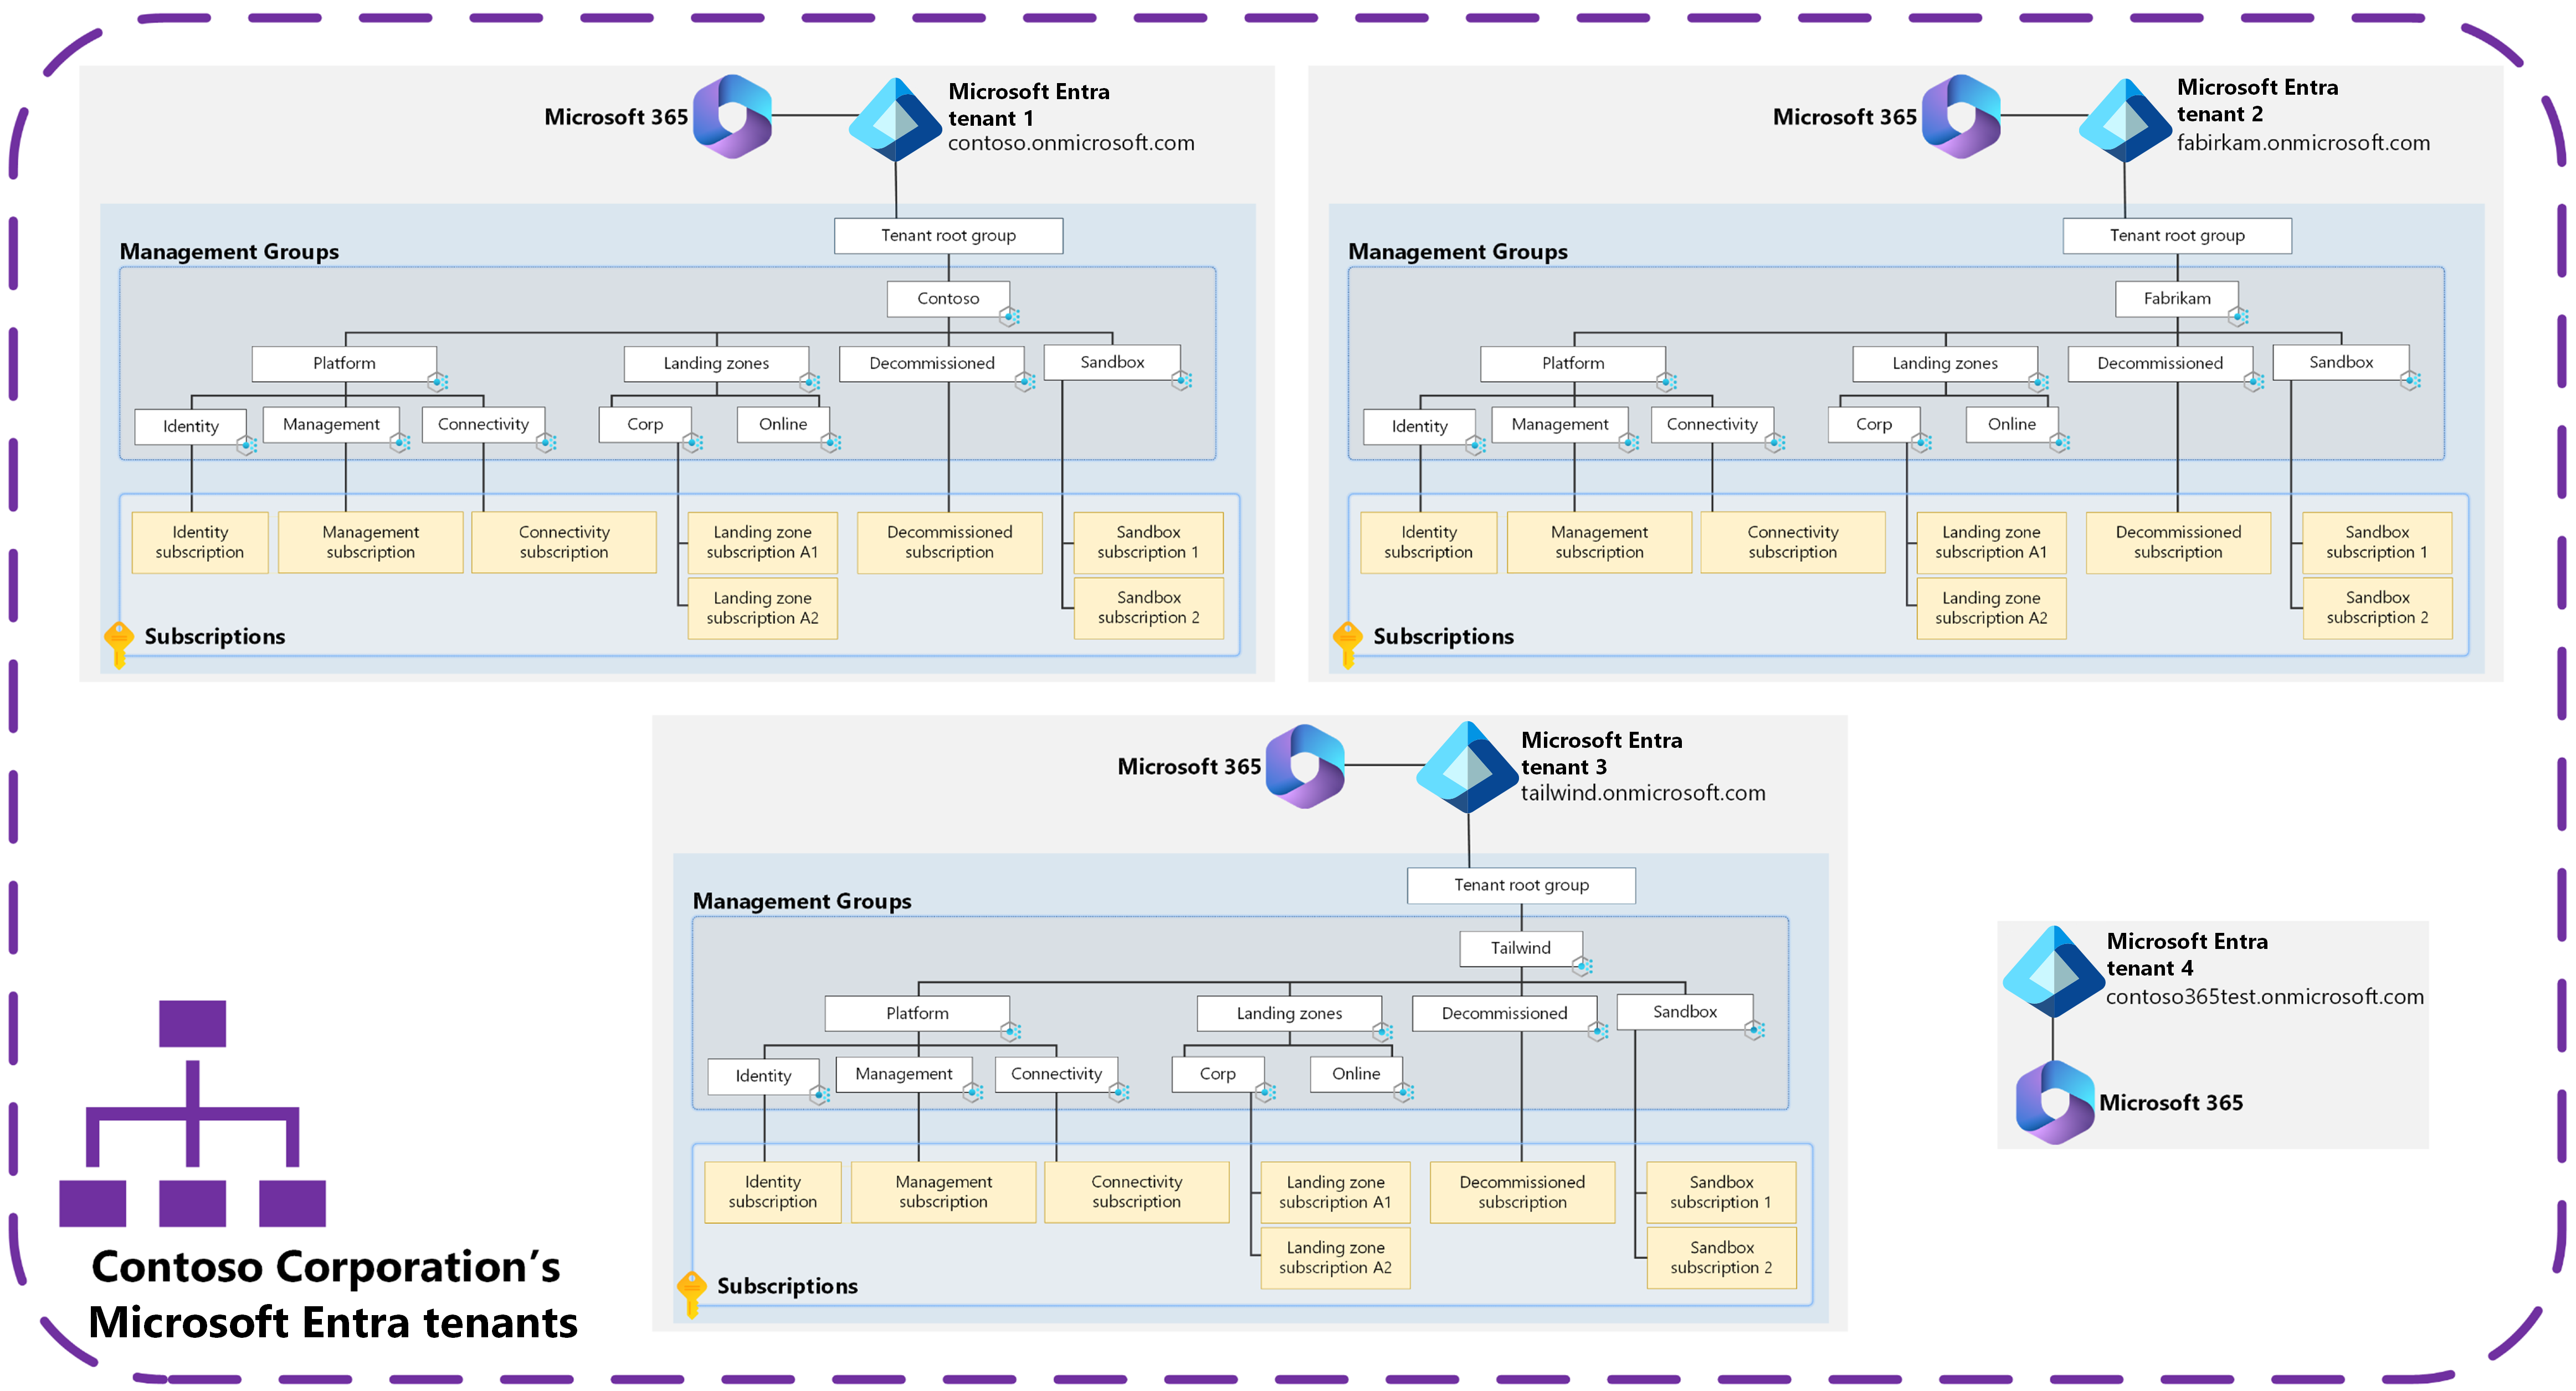 Microsoft 365
Microsoft Entra
tenant 1
contoso.onmicrosoft.com
Tenant root group
Management Groups
Contoso
Platform
Landing zones
Decommissioned
Sandbox
Identity
Management
Connectivity
Corp
Online
Identity
subscription
Management
subscription
Connectivity
subscription
Landing zone
subscription A1
Decommissioned
subscription
Sandbox
subscription 1
Landing zone
subscription A2
Sandbox
subscription 2
Subscriptions
Microsoft 365
Microsoft Entra
tenant 2
fabirkam.onmicrosoft.com
Tenant root group
Management Groups
Fabrikam
Platform
Landing zones
Decommissioned
Sandbox
Identity
Management
Connectivity
Corp
Online
Identity
subscription
Management
subscription
Connectivity
subscription
Landing zone
subscription A1
Decommissioned
subscription
Sandbox
subscription 1
Landing zone
subscription A2
Sandbox
subscription 2
Subscriptions
Microsoft 365
Microsoft Entra
tenant 3
tailwind.onmicrosoft.com
Tenant root group
Management Groups
Tailwind
Platform
Landing zones
Decommissioned
Sandbox
Identity
Management
Connectivity
Corp
Online
Identity
subscription
Management
subscription
Connectivity
subscription
Landing zone
subscription A1
Decommissioned
subscription
Sandbox
subscription 1
Landing zone
subscription A2
Sandbox
subscription 2
Subscriptions
Microsoft Entra
tenant 4
contoso365test.onmicrosoft.com
Microsoft 365
Contoso Corporation’s
Microsoft Entra tenants